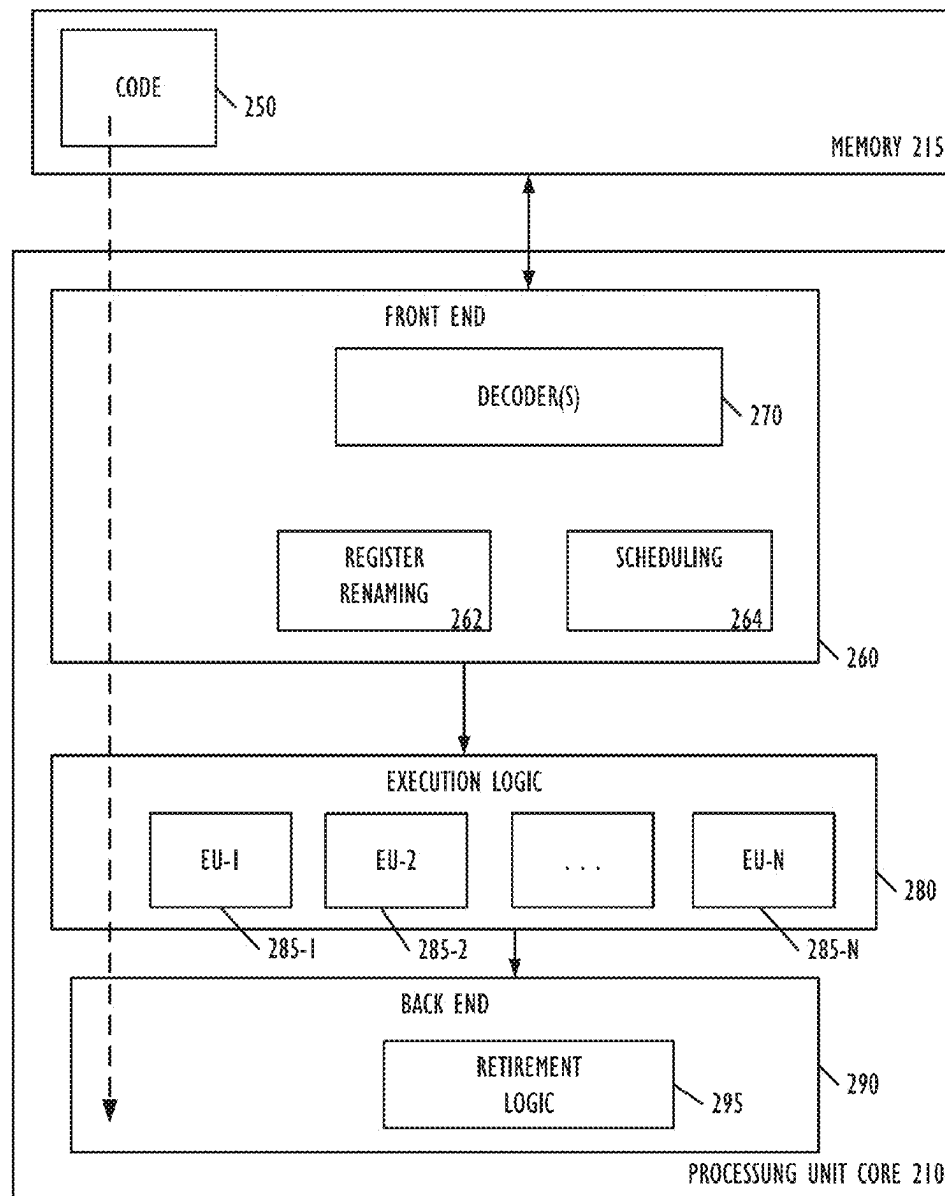 CODE
250
MEMORY 215
FRONT END
DECODER(S)
270
REGISTER
RENAMING
262
SCHEDULING
264
260
EXECUTION LOGIC
EU-1
EU-2
. . .
EU-N
280
285-1
285-2
285-N
BACK END
RETIREMENT
LOGIC
295
290
PROCESSUNG UNIT CORE 210